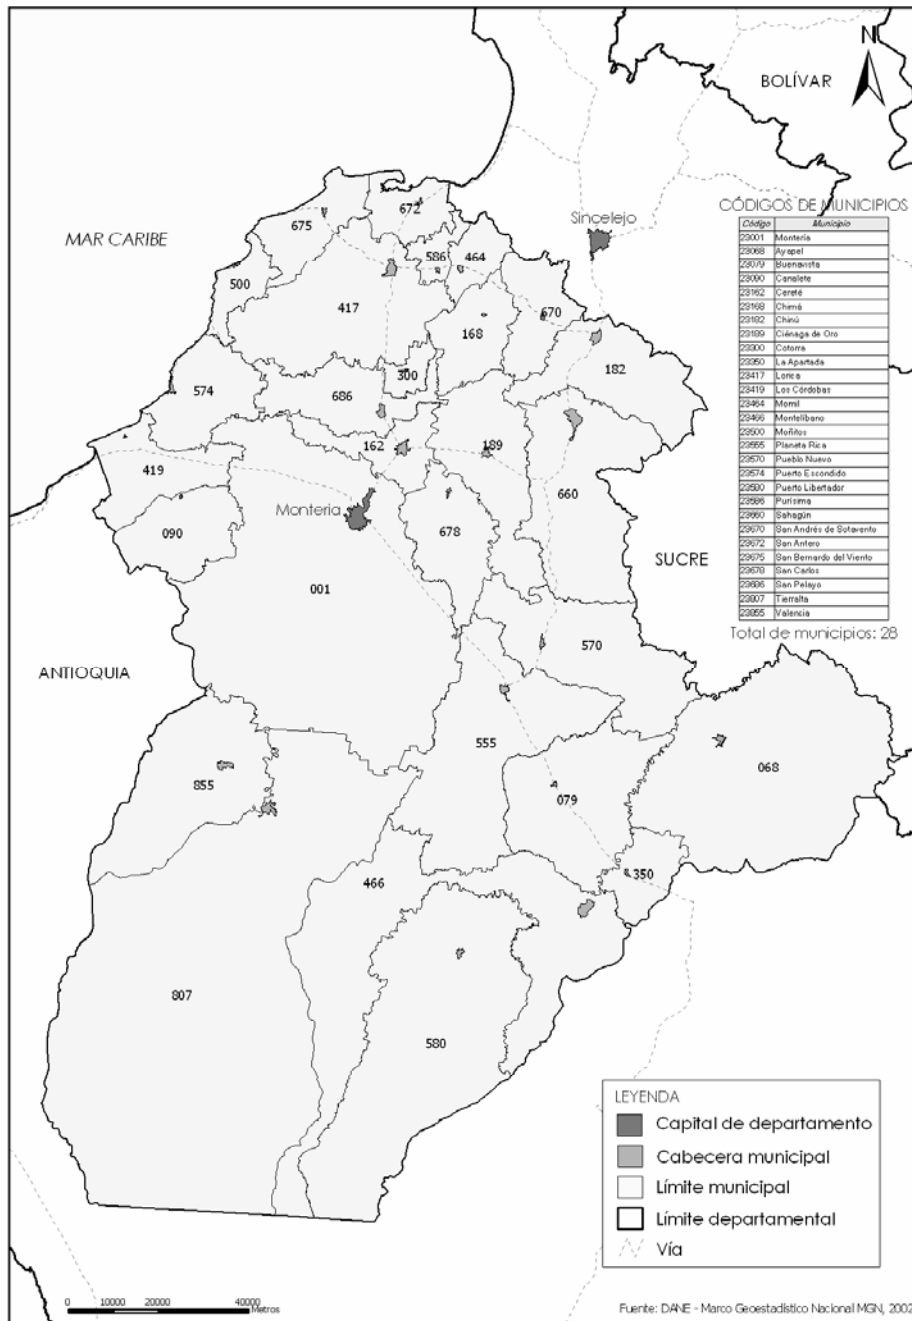 N
BOLÍVAR
CÓDIGOS DE MUNICIPIOS
Código Municipio
23001 Montería
23068 Ayapel
23079 Buenavista
23090 Canalete
23162 Cereté
23168 Chimá
23182 Chinú
23189 Ciénaga de Oro
23300 Cotorra
23350 La Apartada
23417 Lorica
23419 Los Córdobas
23464 Momil
23466 Montelíbano
23500 Moñitos
23555 Planeta Rica
23570 Pueblo Nuevo
23574 Puerto Escondido
23580 Puerto Libertador
23586 Purísima
23660 Sahagún
23670 San Andrés de Sotavento
23672 San Antero
23675 San Bernardo del Viento
23678 San Carlos
23686 San Pelayo
23807 Tierralta
23855 Valencia
Total de municipios: 28
Sincelejo
MAR CARIBE
672
675
586 464
500
417
670
168
182
300
574
686
162
189
419
660
Montería
090
678
SUCRE
001
570
ANTIOQUIA
555
068
855
079
350
466
807
580
LEYENDA
Capital de departamento
Cabecera municipal
Límite municipal
Límite departamental
Vía
0 10000 20000 40000
Metros
Fuente: DANE - Marco Geoestadístico Nacional MGN, 2002